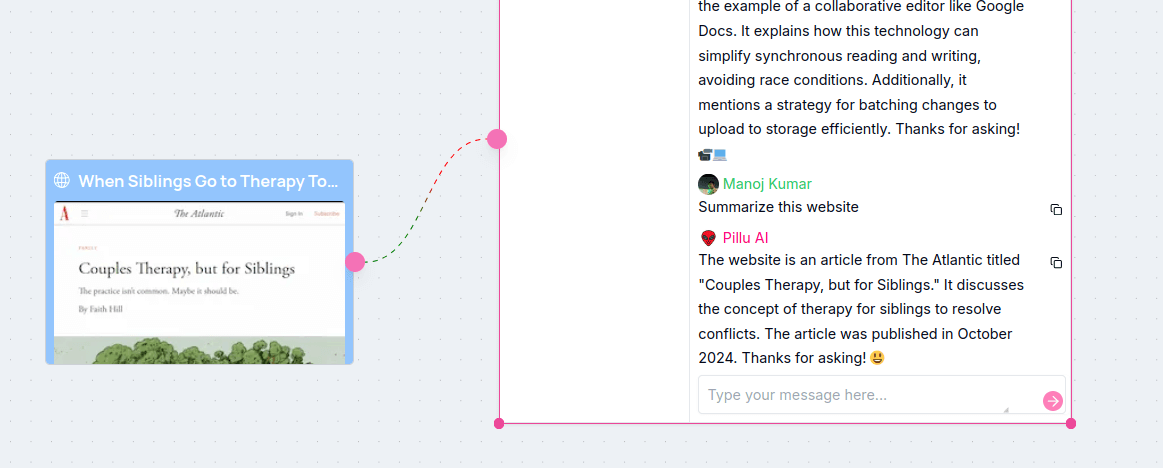 When Siblings Go to Therapy To...
A
The Atlantic
Sign In
Subscribe
FAMILY
Couples Therapy, but for Siblings
The practice isn't common. Maybe it should be.
By Faith Hill
the example of a collaborative editor like Google
Docs. It explains how this technology can
simplify synchronous reading and writing,
avoiding race conditions. Additionally, it
mentions a strategy for batching changes to
upload to storage efficiently. Thanks for asking!
Manoj Kumar
Summarize this website
Pillu AI
The website is an article from The Atlantic titled
"Couples Therapy, but for Siblings." It discusses
the concept of therapy for siblings to resolve
conflicts. The article was published in October
2024. Thanks for asking! 😃
Type your message here...